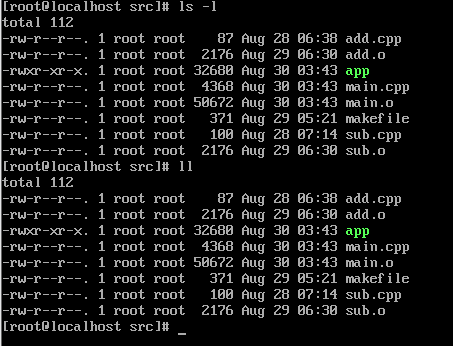 [root@localhost src]# ls -l
total 112
-rw-r--r--. 1 root root    87 Aug 28 06:38 add.cpp
-rw-r--r--. 1 root root  2176 Aug 29 06:30 add.o
-rwxr-xr-x. 1 root root 32680 Aug 30 03:43 app
-rw-r--r--. 1 root root  4368 Aug 30 03:43 main.cpp
-rw-r--r--. 1 root root 50672 Aug 30 03:43 main.o
-rw-r--r--. 1 root root   371 Aug 29 05:21 makefile
-rw-r--r--. 1 root root   100 Aug 28 07:14 sub.cpp
-rw-r--r--. 1 root root  2176 Aug 29 06:30 sub.o
[root@localhost src]# ll
total 112
-rw-r--r--. 1 root root    87 Aug 28 06:38 add.cpp
-rw-r--r--. 1 root root  2176 Aug 29 06:30 add.o
-rwxr-xr-x. 1 root root 32680 Aug 30 03:43 app
-rw-r--r--. 1 root root  4368 Aug 30 03:43 main.cpp
-rw-r--r--. 1 root root 50672 Aug 30 03:43 main.o
-rw-r--r--. 1 root root   371 Aug 29 05:21 makefile
-rw-r--r--. 1 root root   100 Aug 28 07:14 sub.cpp
-rw-r--r--. 1 root root  2176 Aug 29 06:30 sub.o
[root@localhost src]# _